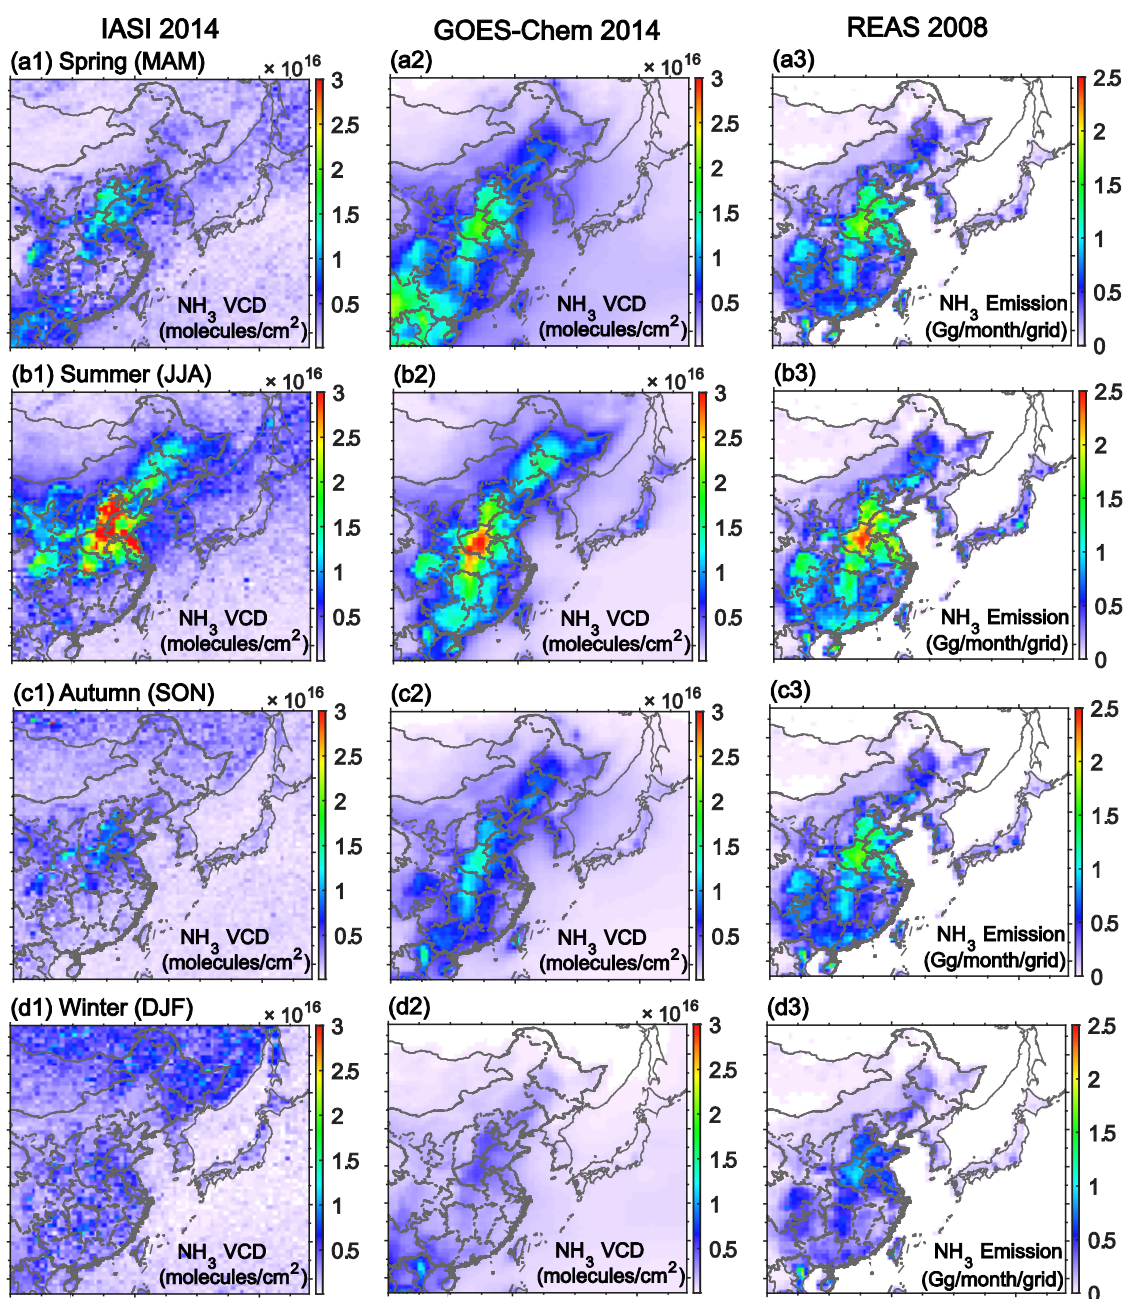 IASI 2014 GOES-Chem 2014 REAS 2008
(a1) Spring (MAM) × 10^16 (a2) × 10^16 (a3)
3 3 2.5
2.5 2.5 2
2 2 1.5
1.5 1.5 1
1 1 0.5
0.5 0.5 0
NH₃ VCD NH₃ VCD NH₃ Emission
(molecules/cm²) (molecules/cm²) (Gg/month/grid)
(b1) Summer (JJA) × 10^16 (b2) × 10^16 (b3)
3 3 2.5
2.5 2.5 2
2 2 1.5
1.5 1.5 1
1 1 0.5
0.5 0.5 0
NH₃ VCD NH₃ VCD NH₃ Emission
(molecules/cm²) (molecules/cm²) (Gg/month/grid)
(c1) Autumn (SON) × 10^16 (c2) × 10^16 (c3)
3 3 2.5
2.5 2.5 2
2 2 1.5
1.5 1.5 1
1 1 0.5
0.5 0.5 0
NH₃ VCD NH₃ VCD NH₃ Emission
(molecules/cm²) (molecules/cm²) (Gg/month/grid)
(d1) Winter (DJF) × 10^16 (d2) × 10^16 (d3)
3 3 2.5
2.5 2.5 2
2 2 1.5
1.5 1.5 1
1 1 0.5
0.5 0.5 0
NH₃ VCD NH₃ VCD NH₃ Emission
(molecules/cm²) (molecules/cm²) (Gg/month/grid)